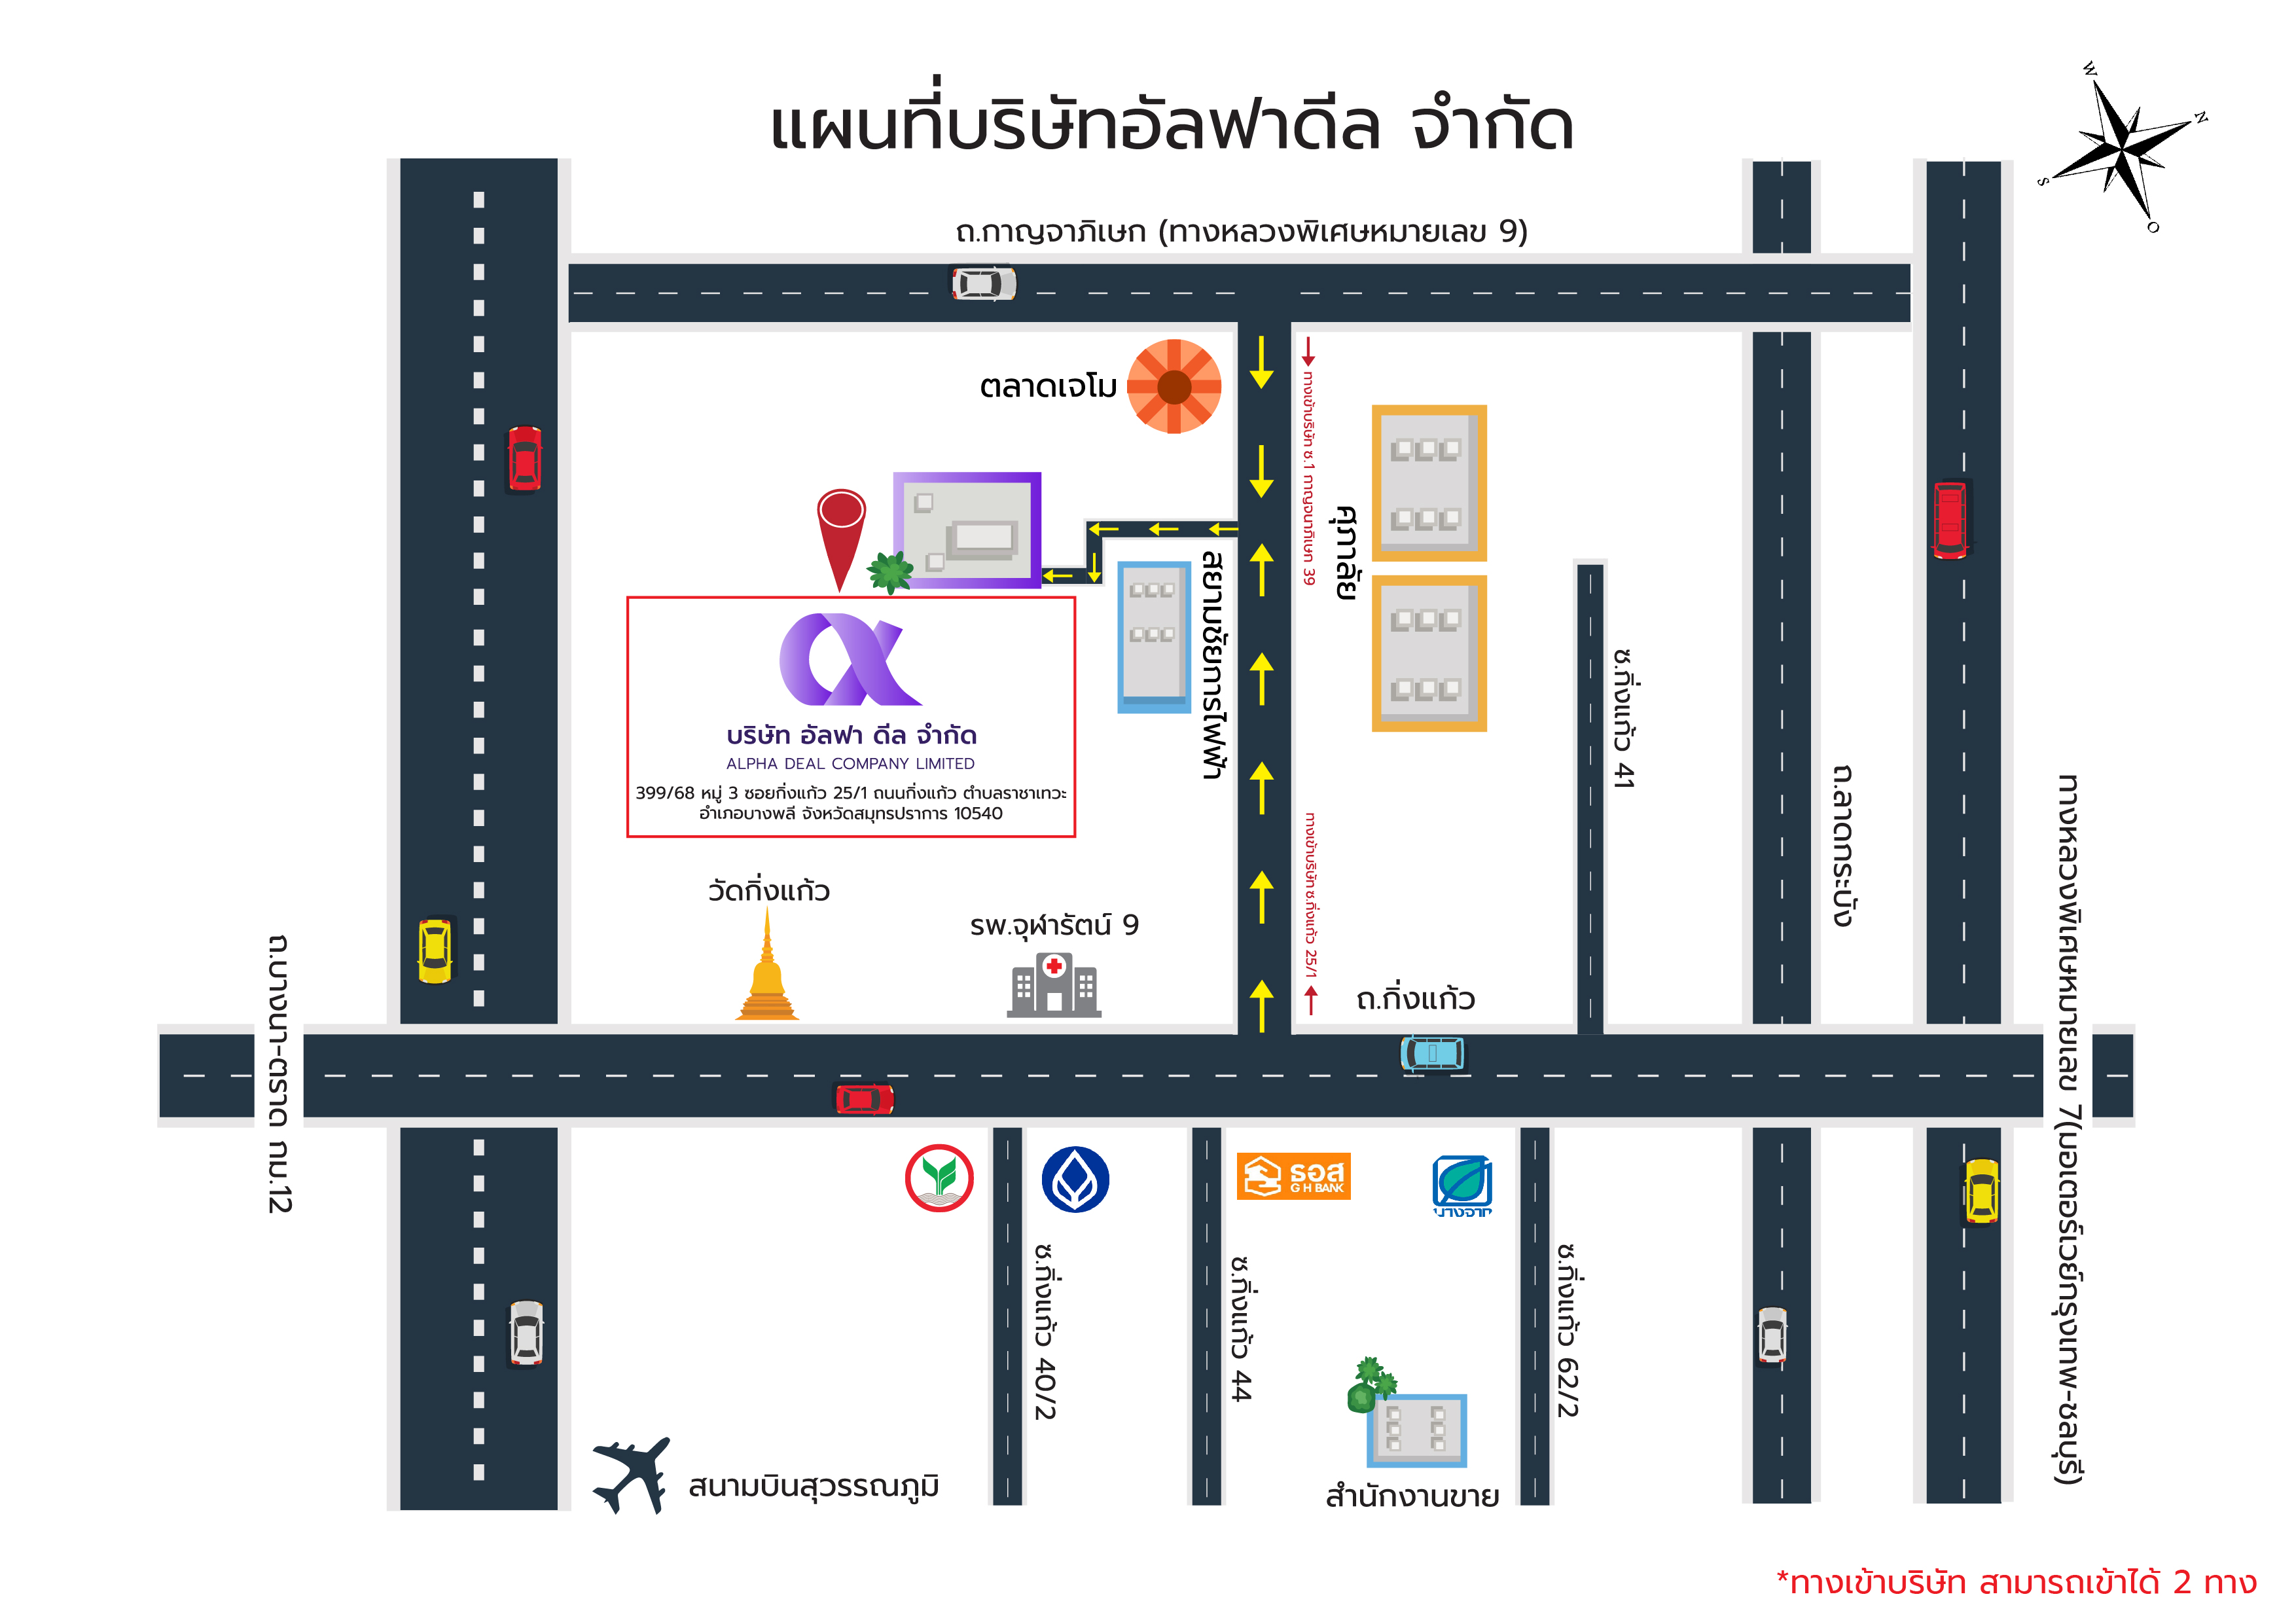 แผนที่บริษัทอัลฟาดีล จำกัด
W
N
S
O
ถ.กาญจาภิเษก (ทางหลวงพิเศษหมายเลข 9)
ตลาดเจโม
ทางเข้าบริษัท ซ.1 กาญจนาภิเษก 39
ศุภาลัย
สยามชัยการไฟฟ้า
ซ.กิ่งแก้ว 41
ถ.ลาดกระบัง
ทางหลวงพิเศษหมายเลข 7(มอเตอร์เวย์กรุงเทพ-ชลบุรี)
บริษัท อัลฟา ดีล จำกัด
ALPHA DEAL COMPANY LIMITED
399/68 หมู่ 3 ซอยกิ่งแก้ว 25/1 ถนนกิ่งแก้ว ตำบลราชาเทวะ
อำเภอบางพลี จังหวัดสมุทรปราการ 10540
วัดกิ่งแก้ว
รพ.จุฬารัตน์ 9
ทางเข้าบริษัท ซ.กิ่งแก้ว 25/1
ถ.กิ่งแก้ว
ถ.บางนา-ตราด กม.12
ธอส
G H BANK
บางจาก
ซ.กิ่งแก้ว 40/2
ซ.กิ่งแก้ว 44
ซ.กิ่งแก้ว 62/2
สนามบินสุวรรณภูมิ
สำนักงานขาย
*ทางเข้าบริษัท สามารถเข้าได้ 2 ทาง